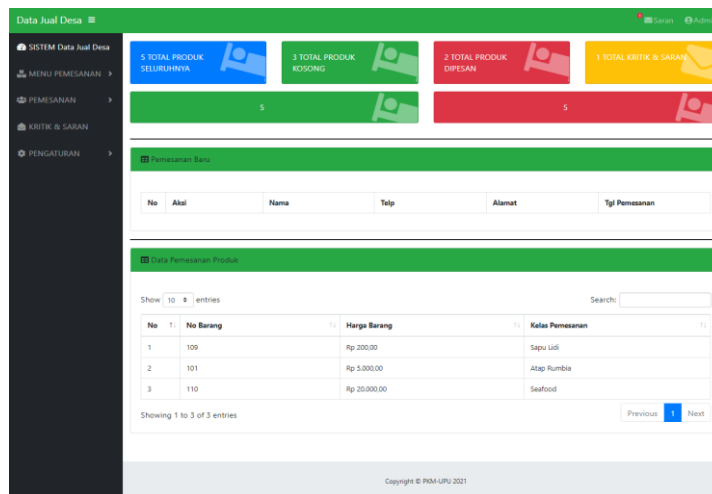 Data Jual Desa
Saran
Admi
SISTEM Data Jual Desa
MENU PEMESANAN
PEMESANAN
KRITIK & SARAN
PENGATURAN
5 TOTAL PRODUK
SELURUHNYA
3 TOTAL PRODUK
KOSONG
2 TOTAL PRODUK
DIPESAN
1 TOTAL KRITIK & SARAN
5
5
Pemesanan Baru
No Aksi Nama Telp Alamat Tgl Pemesanan
Data Pemesanan Produk
Show 10 entries
Search:
No No Barang Harga Barang Kelas Pemesanan
1 109 Rp 200,00 Sapu Lidi
2 101 Rp 5.000,00 Atap Rumbia
3 110 Rp 20.000,00 Seafood
Showing 1 to 3 of 3 entries
Previous 1 Next
Copyright © PKM-UPU 2021